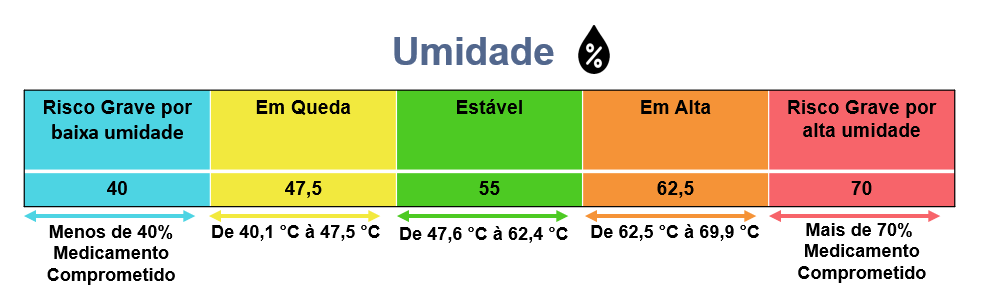 Umidade %
Risco Grave por
baixa umidade
Em Queda
Estável
Em Alta
Risco Grave por
alta umidade
40
47,5
55
62,5
70
Menos de 40%
Medicamento
Comprometido
De 40,1 °C à 47,5 °C
De 47,6 °C à 62,4 °C
De 62,5 °C à 69,9 °C
Mais de 70%
Medicamento
Comprometido